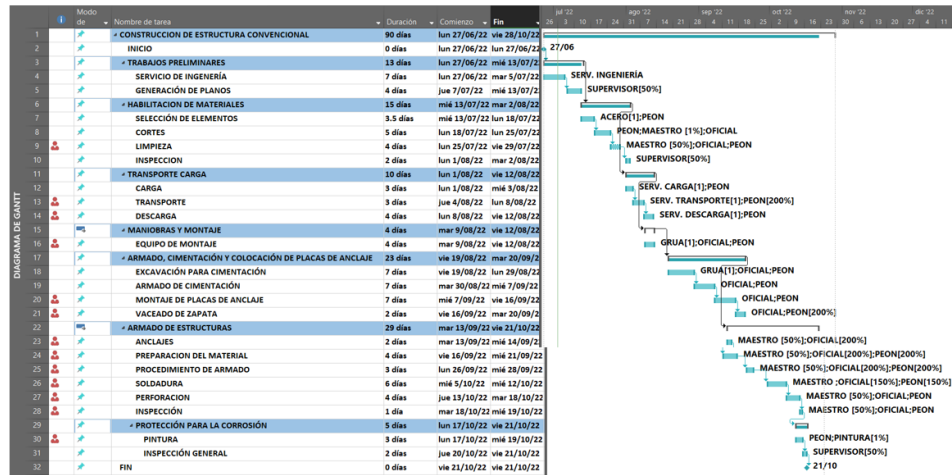 Modo de Nombre de tarea Duración Comienzo Fin jul '22 ago '22 sep '22 oct '22 nov '22 dic '22
26 3 10 17 24 31 7 14 21 28 4 11 18 25 2 9 16 23 30 6 13 20 27 4 11
DIAGRAMA DE GANTT
1 CONSTRUCCION DE ESTRUCTURA CONVENCIONAL 90 días lun 27/06/22 vie 28/10/22
2 INICIO 0 días lun 27/06/22 lun 27/06/2 27/06
3 TRABAJOS PRELIMINARES 13 días lun 27/06/22 mié 13/07/2
4 SERVICIO DE INGENERÍA 7 días lun 27/06/22 mar 5/07/22 SERV. INGENIERÍA
5 GENERACIÓN DE PLANOS 4 días jue 7/07/22 mié 13/07/2 SUPERVISOR[50%]
6 HABILITACION DE MATERIALES 15 días mié 13/07/22 mar 2/08/22
7 SELECCIÓN DE ELEMENTOS 3.5 días mié 13/07/22 lun 18/07/22 ACERO[1];PEON
8 CORTES 5 días lun 18/07/22 lun 25/07/22 PEON;MAESTRO [1%];OFICIAL
9 LIMPIEZA 4 días lun 25/07/22 vie 29/07/22 MAESTRO [50%];OFICIAL;PEON
10 INSPECCION 2 días lun 1/08/22 mar 2/08/22 SUPERVISOR[50%]
11 TRANSPORTE CARGA 10 días lun 1/08/22 vie 12/08/22
12 CARGA 3 días lun 1/08/22 mié 3/08/22 SERV. CARGA[1];PEON
13 TRANSPORTE 3 días jue 4/08/22 lun 8/08/22 SERV. TRANSPORTE[1];PEON[200%]
14 DESCARGA 4 días lun 8/08/22 vie 12/08/22 SERV. DESCARGA[1];PEON
15 MANIOBRAS Y MONTAJE 4 días mar 9/08/22 vie 12/08/22
16 EQUIPO DE MONTAJE 4 días mar 9/08/22 vie 12/08/22 GRUA[1];OFICIAL;PEON
17 ARMADO, CIMENTACIÓN Y COLOCACIÓN DE PLACAS DE ANCLAJE 23 días vie 19/08/22 mar 20/09/2
18 EXCAVACIÓN PARA CIMENTACIÓN 7 días vie 19/08/22 lun 29/08/22 GRUA[1];OFICIAL;PEON
19 ARMADO DE CIMENTACIÓN 7 días mar 30/08/22 mié 7/09/22 OFICIAL;PEON
20 MONTAJE DE PLACAS DE ANCLAJE 7 días mié 7/09/22 vie 16/09/22 OFICIAL;PEON
21 VACEADO DE ZAPATA 2 días vie 16/09/22 mar 20/09/2 OFICIAL;PEON[200%]
22 ARMADO DE ESTRUCTURAS 29 días mar 13/09/22 vie 21/10/22
23 ANCLAJES 2 días mar 13/09/22 mié 14/09/2 MAESTRO [50%];OFICIAL[200%]
24 PREPARACION DEL MATERIAL 4 días vie 16/09/22 mié 21/09/22 MAESTRO [50%];OFICIAL[200%];PEON[200%]
25 PROCEDIMIENTO DE ARMADO 3 días lun 26/09/22 mié 28/09/22 MAESTRO [50%];OFICIAL[200%];PEON[200%]
26 SOLDADURA 6 días mié 5/10/22 mié 12/10/22 MAESTRO ;OFICIAL[150%];PEON[150%]
27 PERFORACION 4 días jue 13/10/22 mar 18/10/22 MAESTRO [50%];OFICIAL;PEON
28 INSPECCIÓN 1 día mar 18/10/22 mié 19/10/22 MAESTRO [50%];OFICIAL;PEON
29 PROTECCIÓN PARA LA CORROSIÓN 5 días lun 17/10/22 vie 21/10/22
30 PINTURA 3 días lun 17/10/22 mié 19/10/22 PEON;PINTURA[1%]
31 INSPECCIÓN GENERAL 2 días jue 20/10/22 vie 21/10/22 SUPERVISOR[50%]
32 FIN 0 días vie 21/10/22 vie 21/10/22 21/10